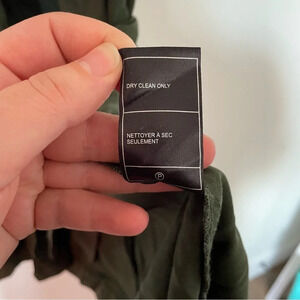 DRY CLEAN ONLY
NETTOYER À SEC
SEULEMENT
P